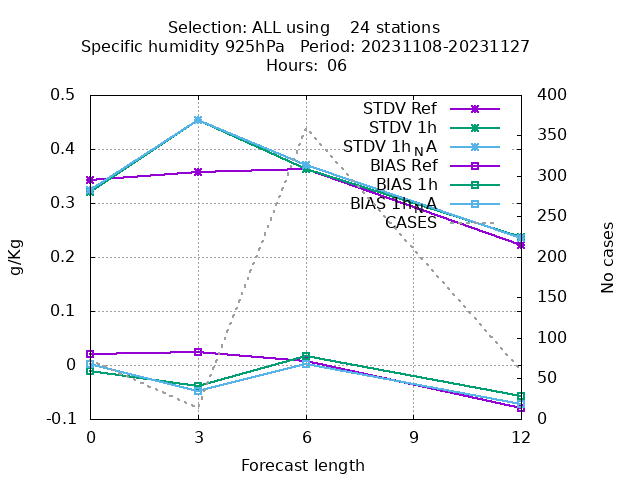 Selection: ALL using    24 stations
Specific humidity 925hPa   Period: 20231108-20231127
Hours: 06
STDV Ref
STDV 1h
STDV 1h_NA
BIAS Ref
BIAS 1h
BIAS 1h_NA
CASES
0.5
0.4
0.3
0.2
0.1
0
-0.1
g/Kg
400
350
300
250
200
150
100
50
0
No cases
0 3 6 9 12
Forecast length